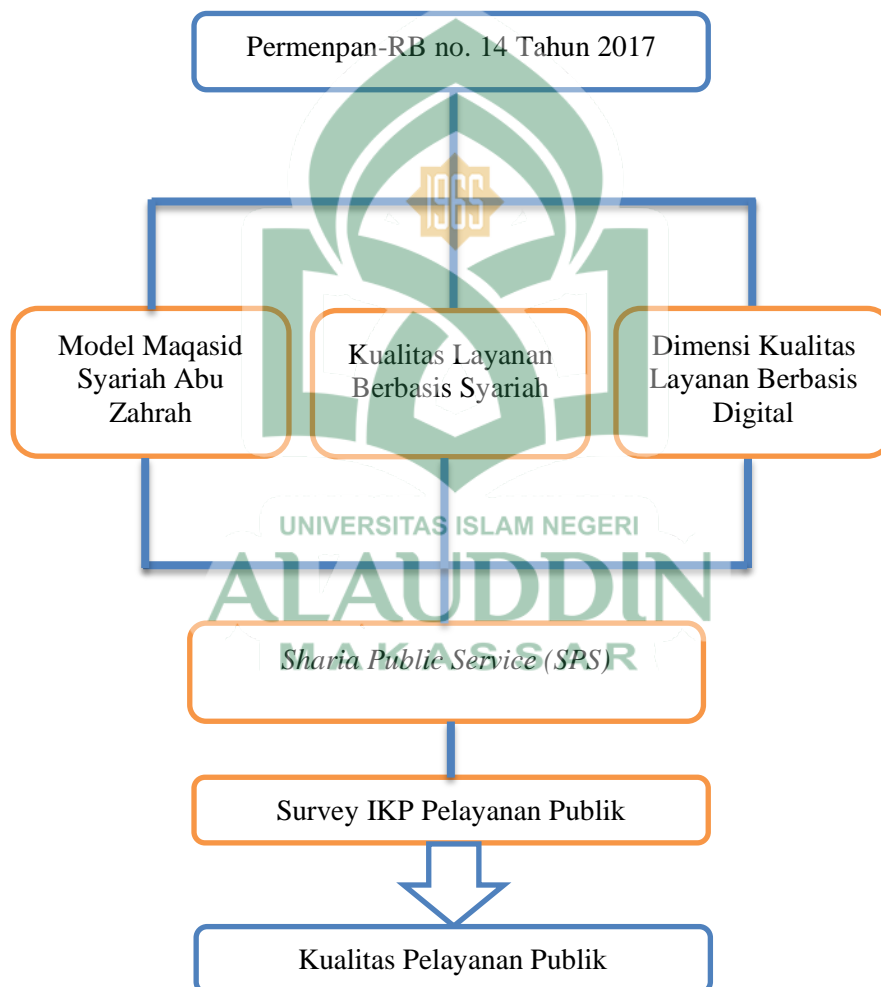 Permenpan-RB no. 14 Tahun 2017
1965
Model Maqasid
Syariah Abu
Zahrah
Kualitas Layanan
Berbasis Syariah
Dimensi Kualitas
Layanan Berbasis
Digital
UNIVERSITAS ISLAM NEGERI
ALAUDDIN
MAKASSAR
Sharia Public Service (SPS)
Survey IKP Pelayanan Publik
Kualitas Pelayanan Publik